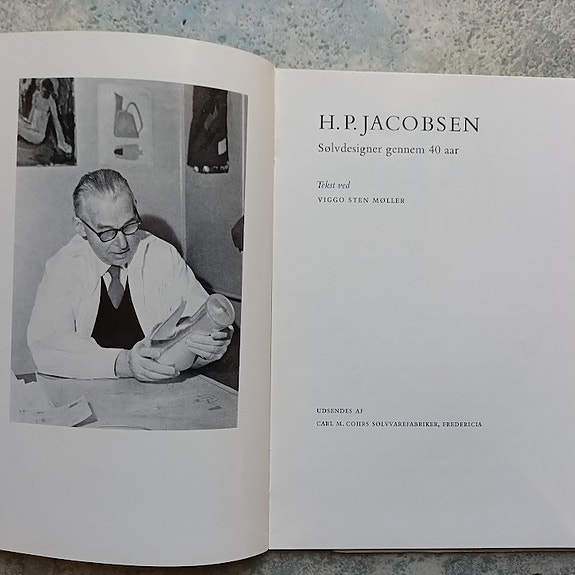 H.P. JACOBSEN
Sølvdesigner gennem 40 aar
Tekst ved
VIGGO STEN MØLLER
UDSENDES AF
CARL M. COHRS SØLVVAREFABRIKER, FREDERICIA